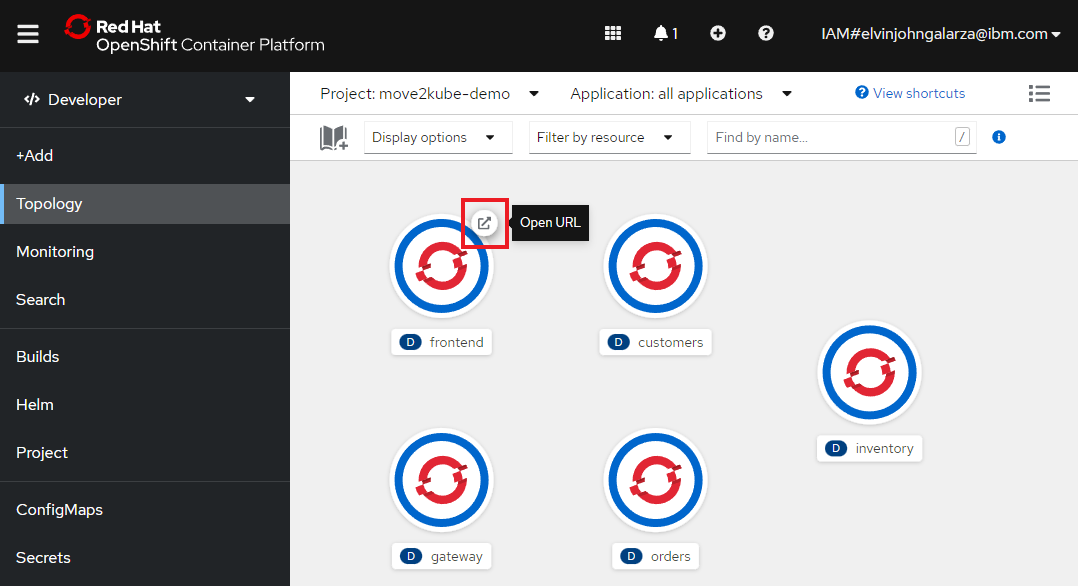 Red Hat
OpenShift Container Platform
1
IAM#elvinjohngalarza@ibm.com
Developer
Project: move2kube-demo
Application: all applications
View shortcuts
Display options
Filter by resource
Find by name...
/
+Add
Topology
Monitoring
Search
Builds
Helm
Project
ConfigMaps
Secrets
Open URL
D frontend
D customers
D inventory
D gateway
D orders